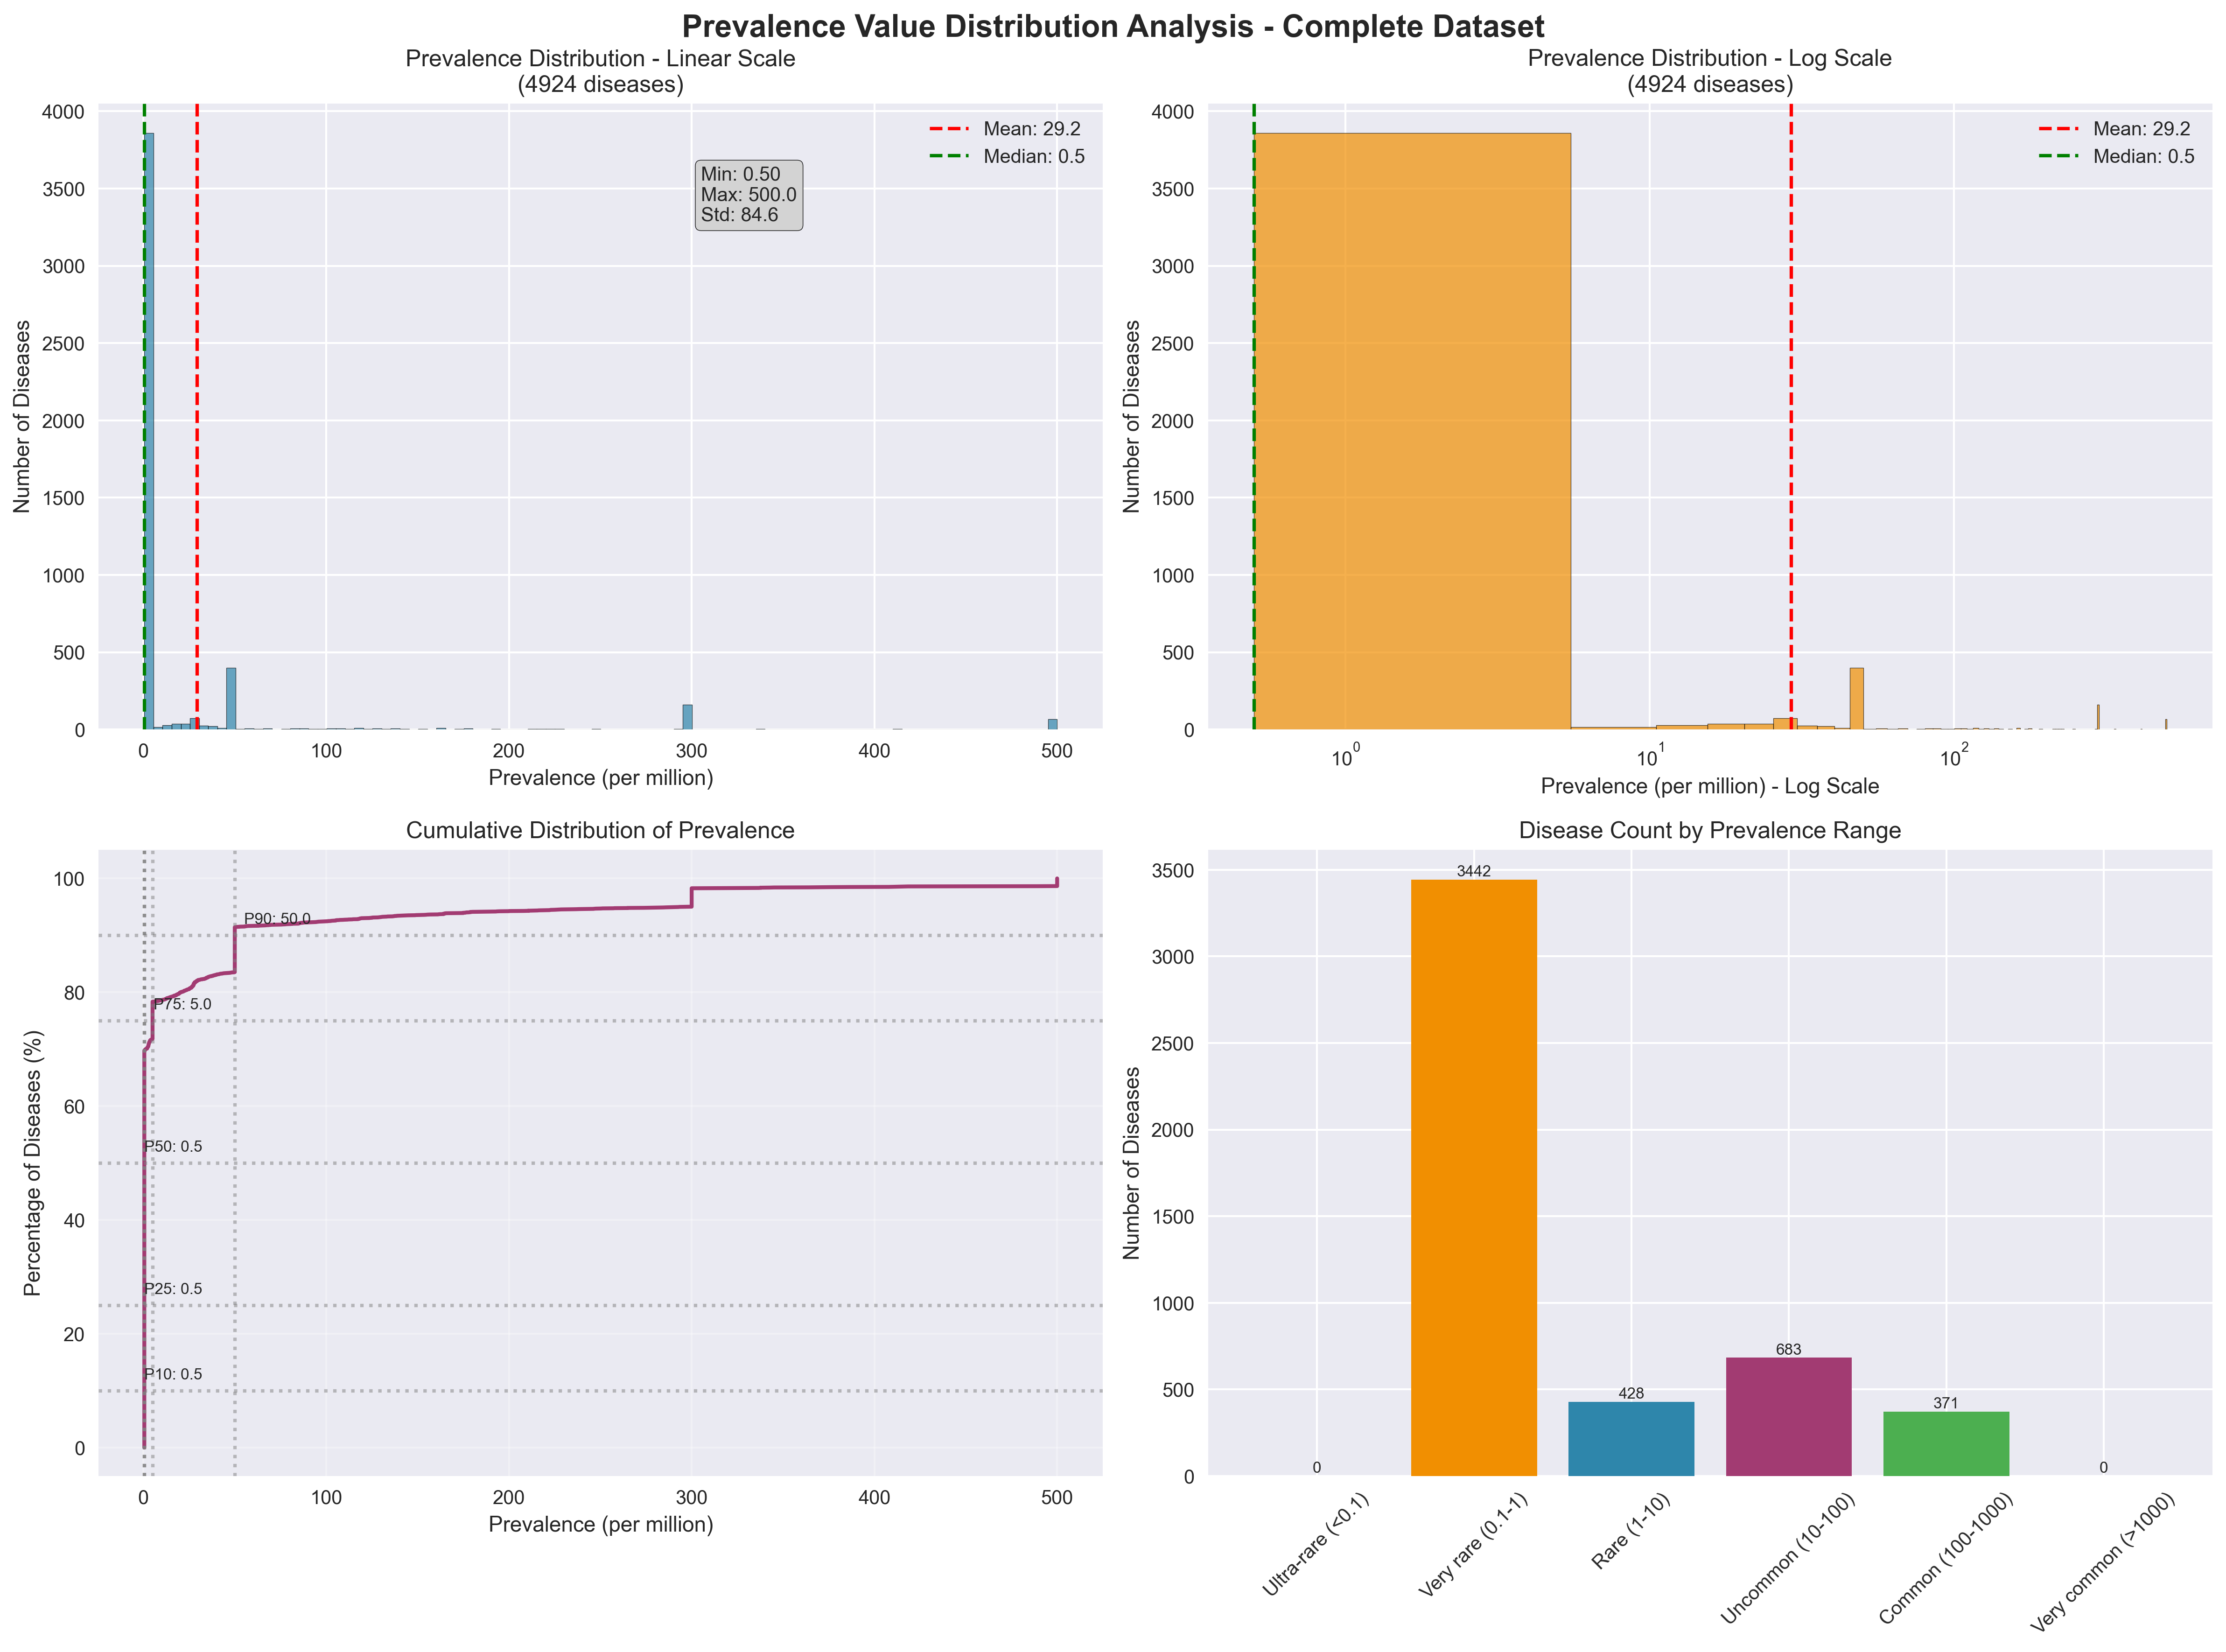 Prevalence Value Distribution Analysis - Complete Dataset
Prevalence Distribution - Linear Scale
(4924 diseases)
4000
3500
3000
2500
2000
1500
1000
500
0
Number of Diseases
Mean: 29.2
Median: 0.5
Min: 0.50
Max: 500.0
Std: 84.6
0
100
200
300
400
500
Prevalence (per million)
Prevalence Distribution - Log Scale
(4924 diseases)
4000
3500
3000
2500
2000
1500
1000
500
0
Number of Diseases
Mean: 29.2
Median: 0.5
10⁰
10¹
10²
Prevalence (per million) - Log Scale
Cumulative Distribution of Prevalence
100
80
60
40
20
0
Percentage of Diseases (%)
P90: 50.0
P75: 5.0
P50: 0.5
P25: 0.5
P10: 0.5
0
100
200
300
400
500
Prevalence (per million)
Disease Count by Prevalence Range
3500
3000
2500
2000
1500
1000
500
0
Number of Diseases
0
3442
428
683
371
0
Ultra-rare (<0.1)
Very rare (0.1-1)
Rare (1-10)
Uncommon (10-100)
Common (100-1000)
Very common (>1000)